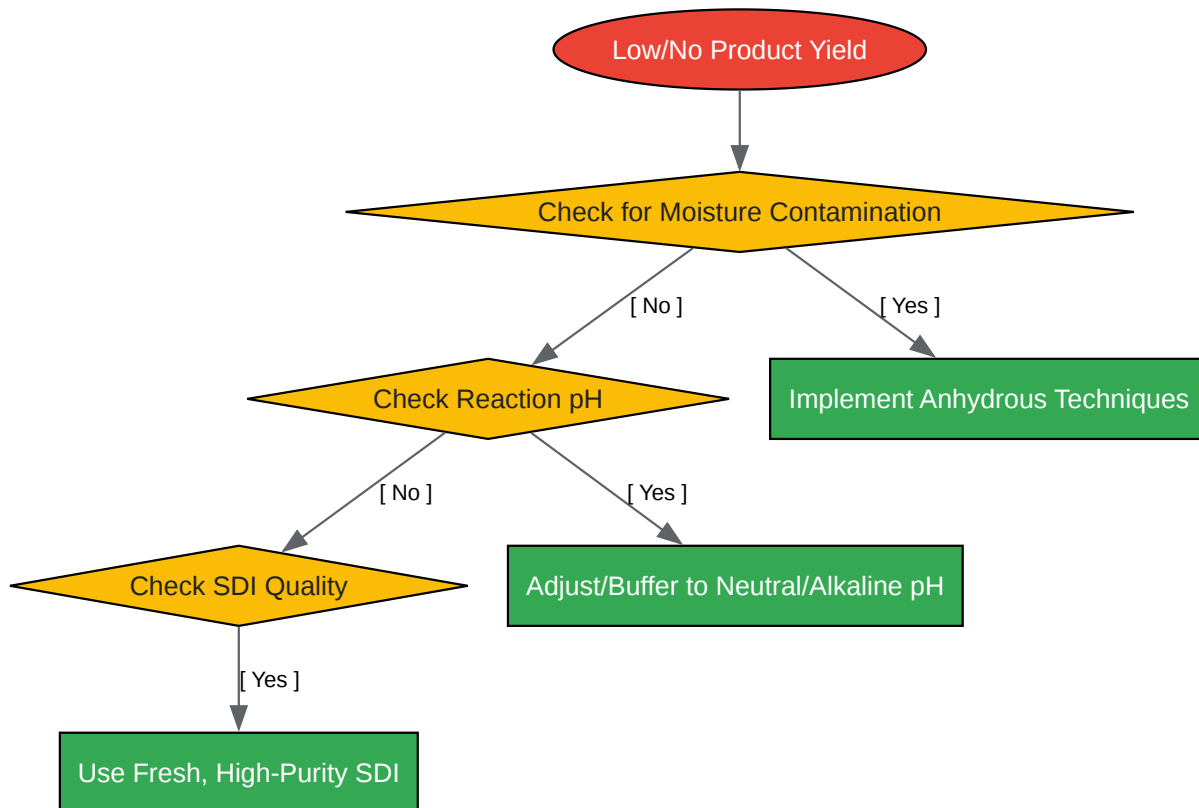 Low/No Product Yield
Check for Moisture Contamination
[ No ]
[ Yes ]
Check Reaction pH
Implement Anhydrous Techniques
[ No ]
[ Yes ]
Check SDI Quality
Adjust/Buffer to Neutral/Alkaline pH
[ Yes ]
Use Fresh, High-Purity SDI